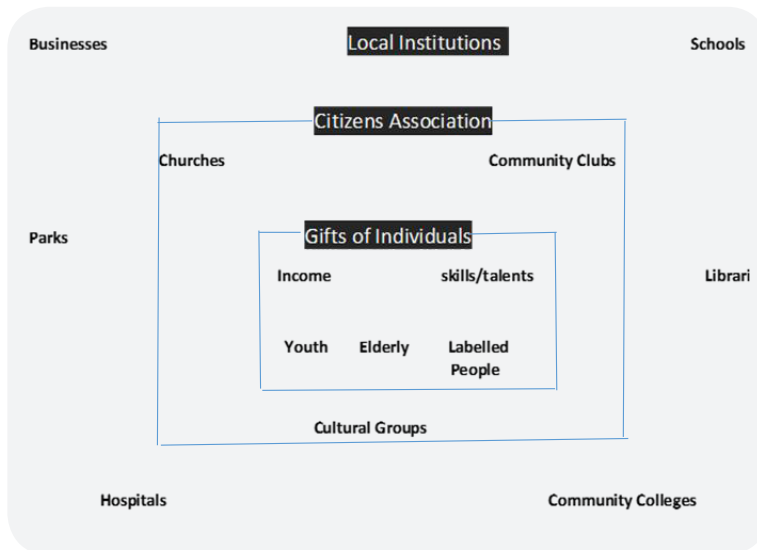 Businesses Local Institutions Schools
Citizens Association
Churches Community Clubs
Parks Gifts of Individuals
Income skills/talents Librari
Youth Elderly Labelled
People
Cultural Groups
Hospitals Community Colleges